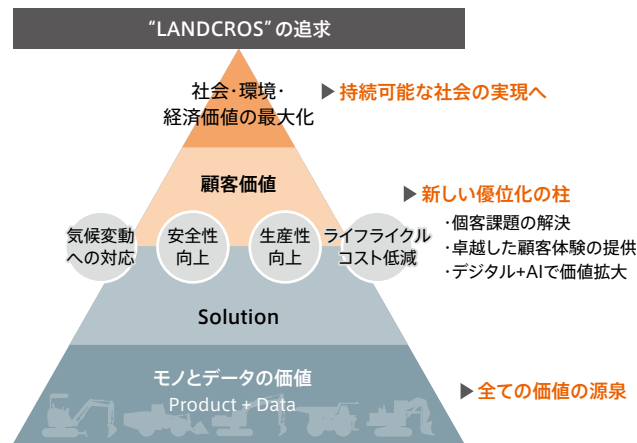 “LANDCROS”の追求
社会・環境・
経済価値の最大化
▶持続可能な社会の実現へ
顧客価値
▶新しい優位化の柱
・個客課題の解決
・卓越した顧客体験の提供
・デジタル+AIで価値拡大
気候変動
への対応
安全性
向上
生産性
向上
ライフライクル
コスト低減
Solution
モノとデータの価値
Product + Data
▶全ての価値の源泉